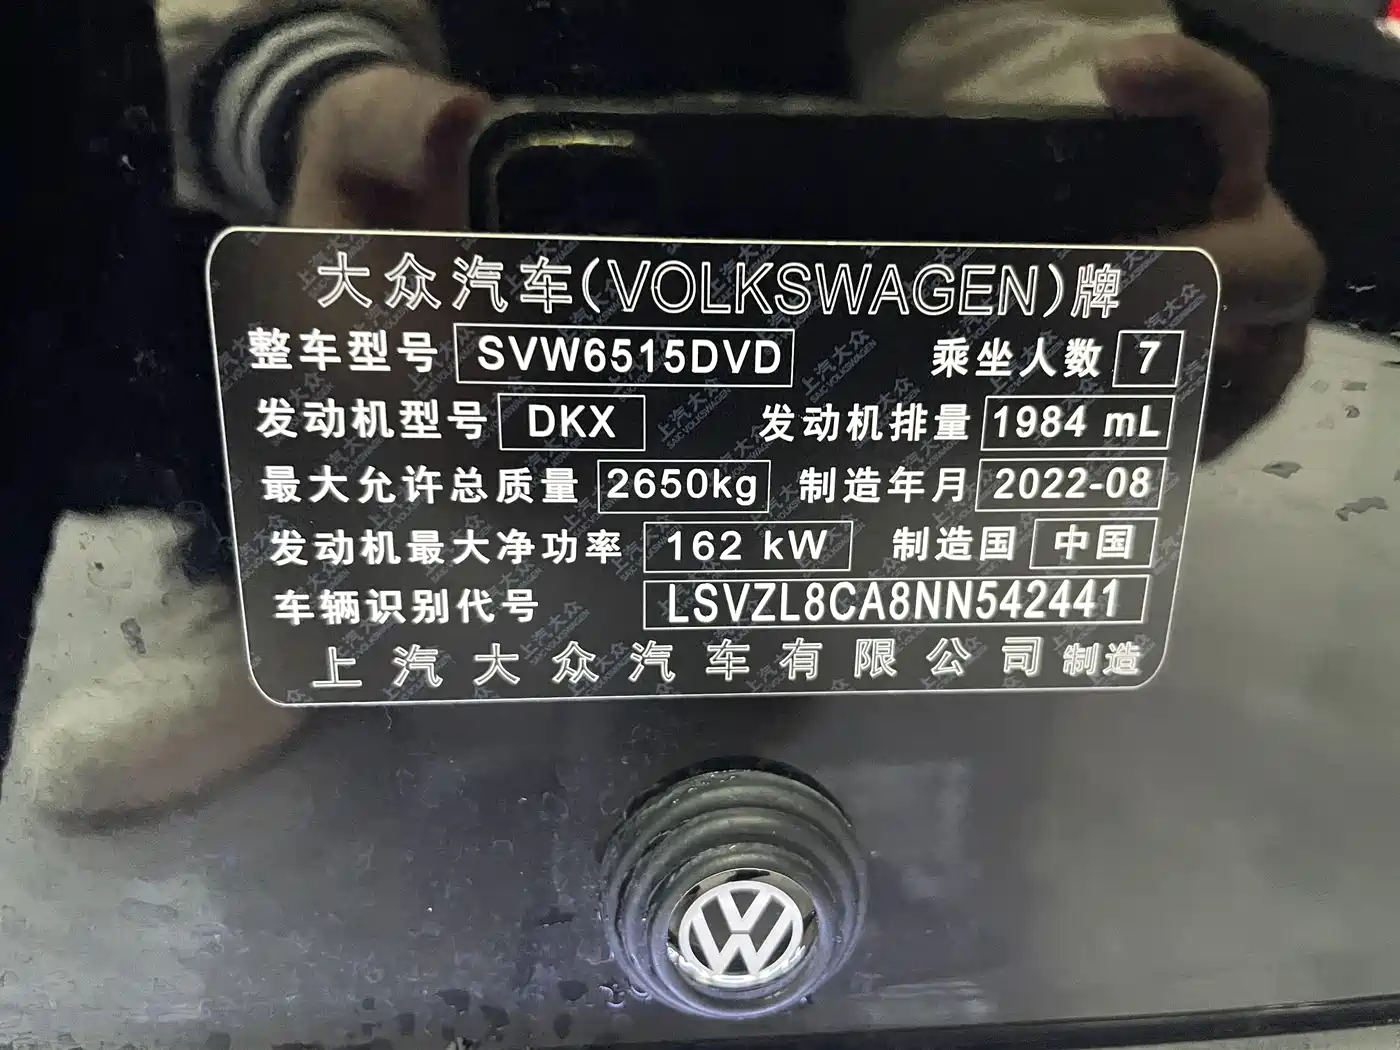 大众汽车(VOLKSWAGEN)牌
整车型号 SVW6515DVD 乘坐人数 7
发动机型号 DKX 发动机排量 1984 mL
最大允许总质量 2650kg 制造年月 2022-08
发动机最大净功率 162 kW 制造国 中国
车辆识别代号 LSVZL8CA8NN542441
上汽大众汽车有限公司制造